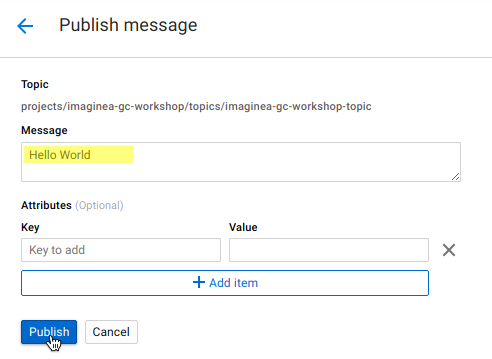 Publish message
Topic
projects/imaginea-gc-workshop/topics/imaginea-gc-workshop-topic
Message
Hello World
Attributes (Optional)
Key Value
Key to add
Add item
Publish Cancel